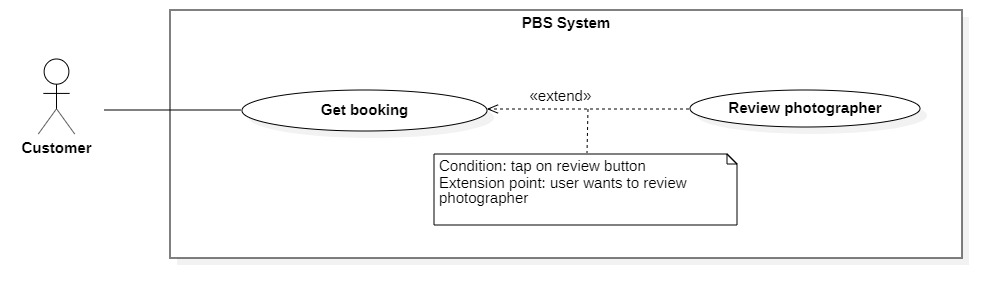 PBS System
«extend»
Get booking
Review photographer
Customer
Condition: tap on review button
Extension point: user wants to review
photographer